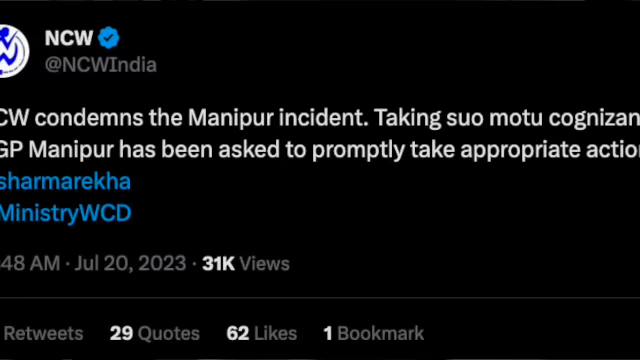 NCW
@NCWIndia
CW condemns the Manipur incident. Taking suo motu cognizan
GP Manipur has been asked to promptly take appropriate action
sharmarekha
MinistryWCD
48 AM · Jul 20, 2023 · 31K Views
Retweets 29 Quotes 62 Likes 1 Bookmark